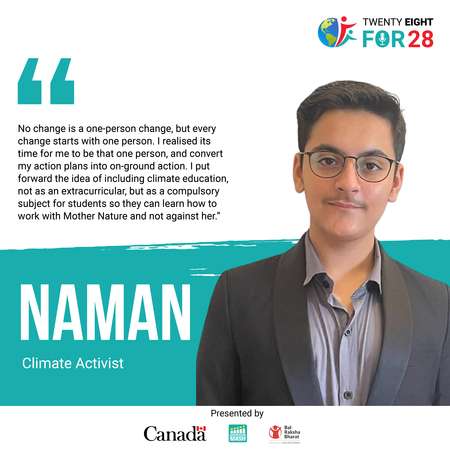 TWENTY EIGHT
FOR 28
No change is a one-person change, but every
change starts with one person. I realised its
time for me to be that one person, and convert
my action plans into on-ground action. I put
forward the idea of including climate education,
not as an extracurricular, but as a compulsory
subject for students so they can learn how to
work with Mother Nature and not against her."
NAMAN
Climate Activist
Presented by
Canada
Bal
Raksha
Bharat